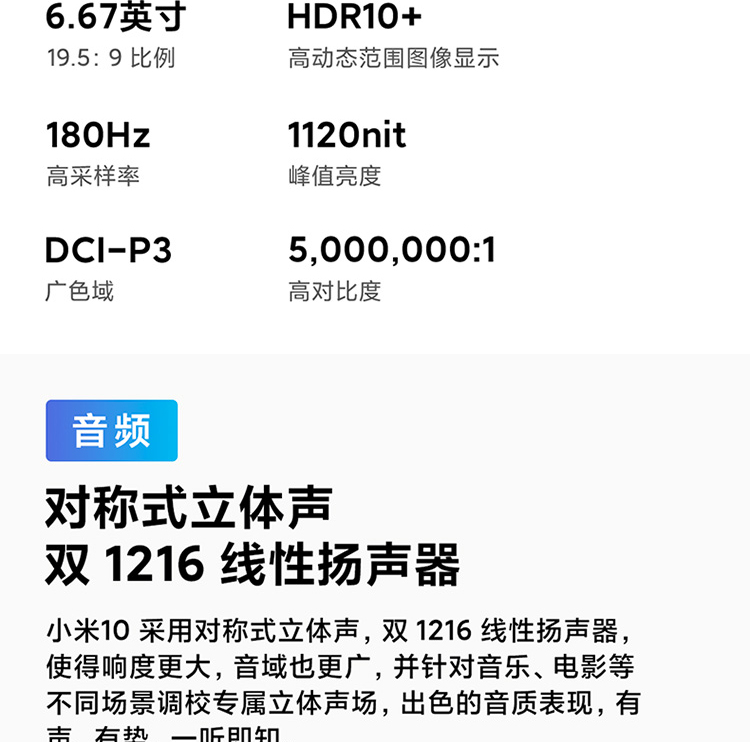 6.67英寸 HDR10+
19.5：9 比例 高动态范围图像显示
180Hz 1120nit
高采样率 峰值亮度
DCI-P3 5,000,000:1
广色域 高对比度
音频
对称式立体声
双 1216 线性扬声器
小米10 采用对称式立体声，双 1216 线性扬声器，
使得响度更大，音域也更广，并针对音乐、电影等
不同场景调校专属立体声场，出色的音质表现，有
声、有势，一听即知